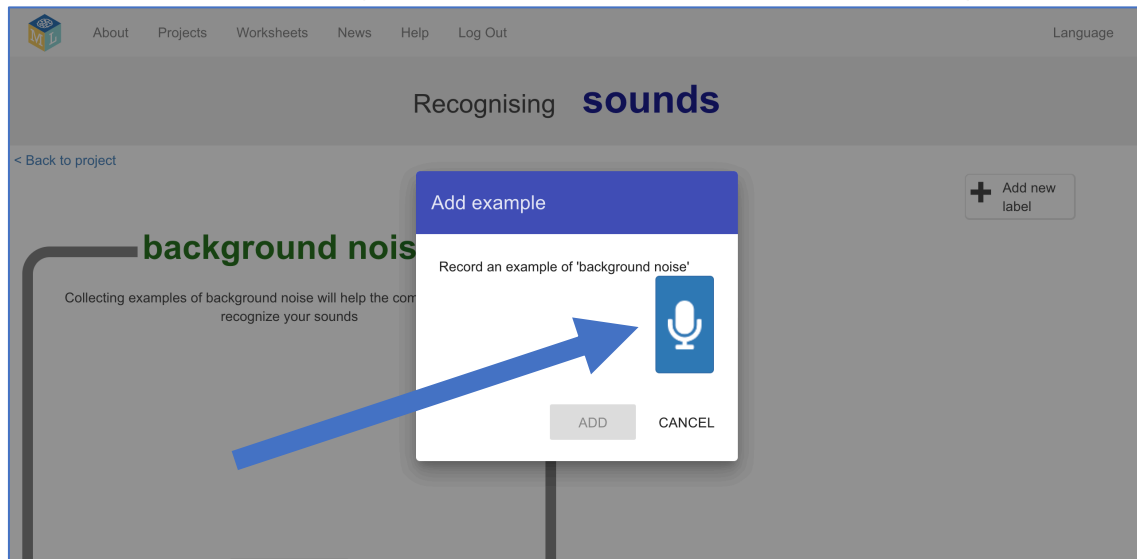 M L
About Projects Worksheets News Help Log Out Language
Recognising sounds
< Back to project
Add new
label
Add example
background nois
Record an example of 'background noise'
Collecting examples of background noise will help the com
recognize your sounds
ADD CANCEL